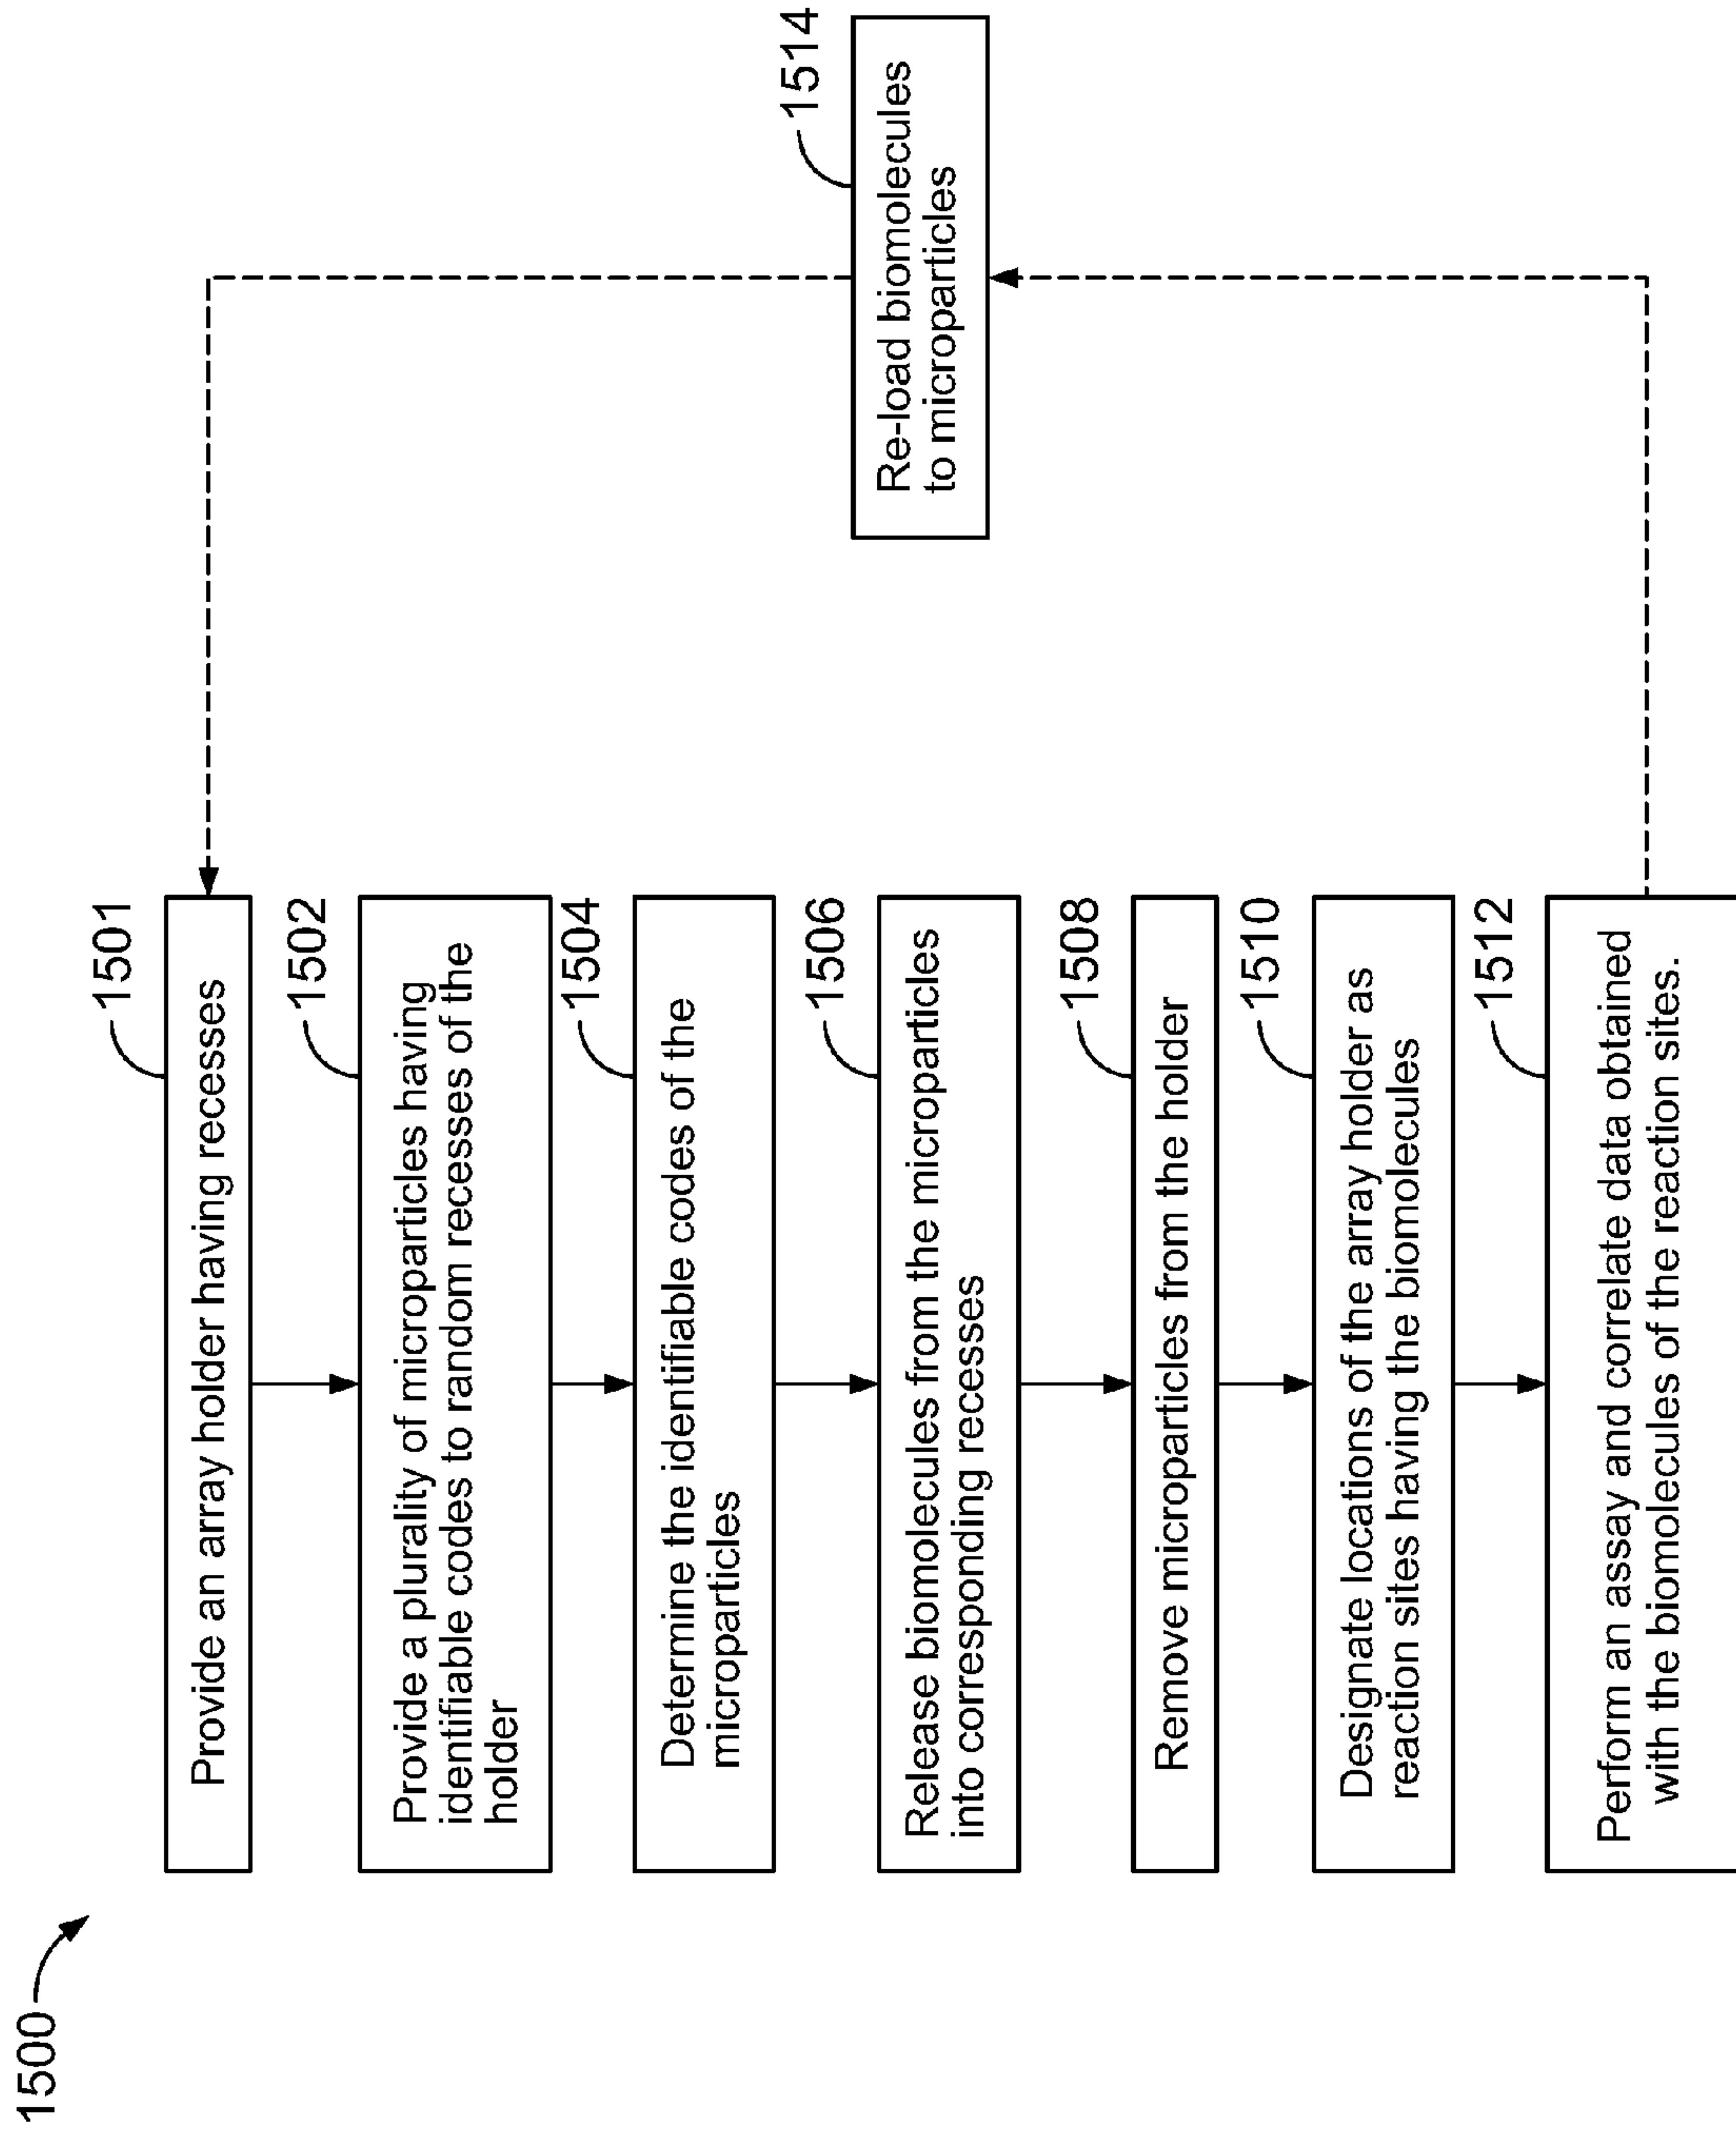 1500
1501
Provide an array holder having recesses
1502
Provide a plurality of microparticles having
identifiable codes to random recesses of the
holder
1504
Determine the identifiable codes of the
microparticles
1506
Release biomolecules from the microparticles
into corresponding recesses
1508
Remove microparticles from the holder
1510
Designate locations of the array holder as
reaction sites having the biomolecules
1512
Perform an assay and correlate data obtained
with the biomolecules of the reaction sites.
1514
Re-load biomolecules
to microparticles